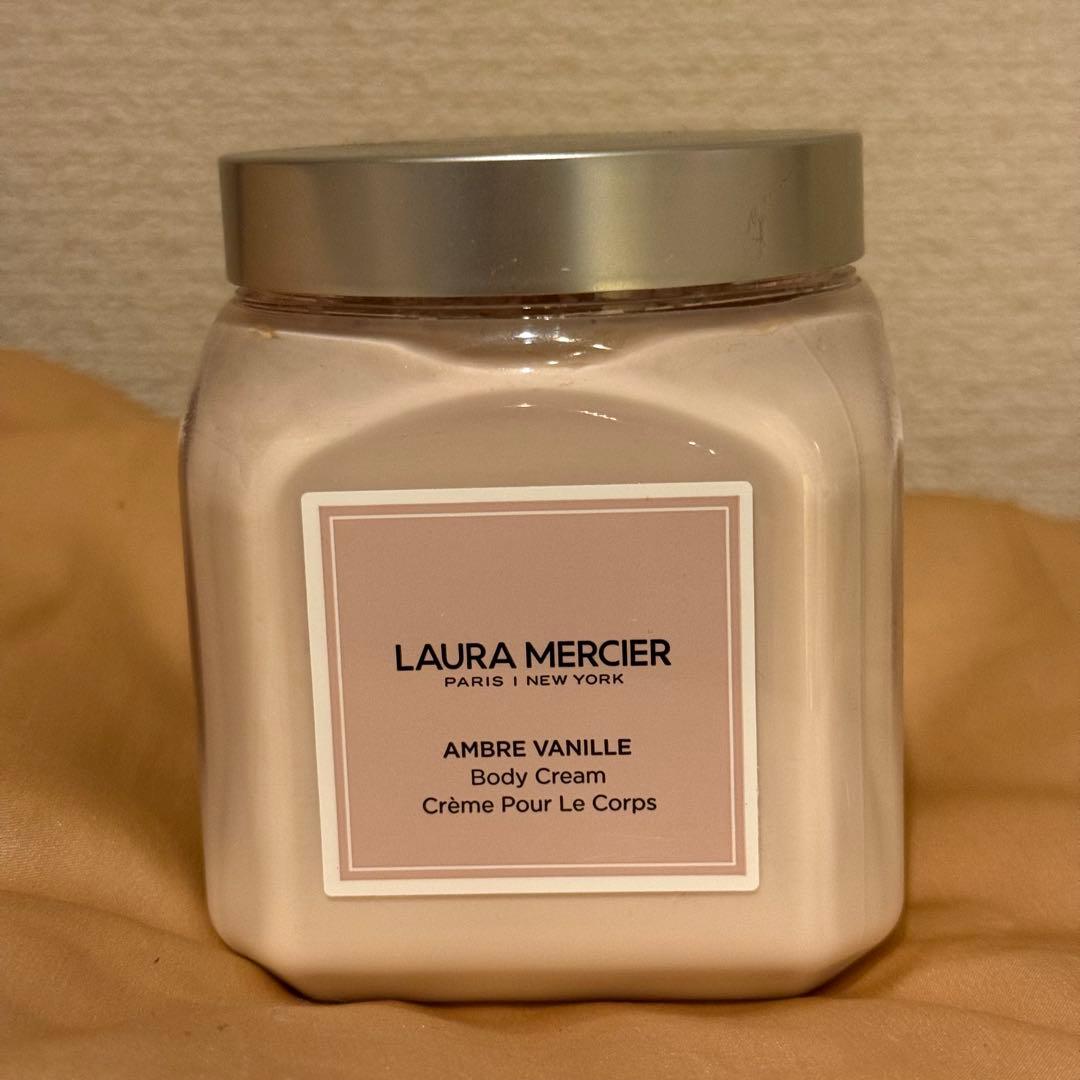 LAURA MERCIER
PARIS | NEW YORK
AMBRE VANILLE
Body Cream
Crème Pour Le Corps